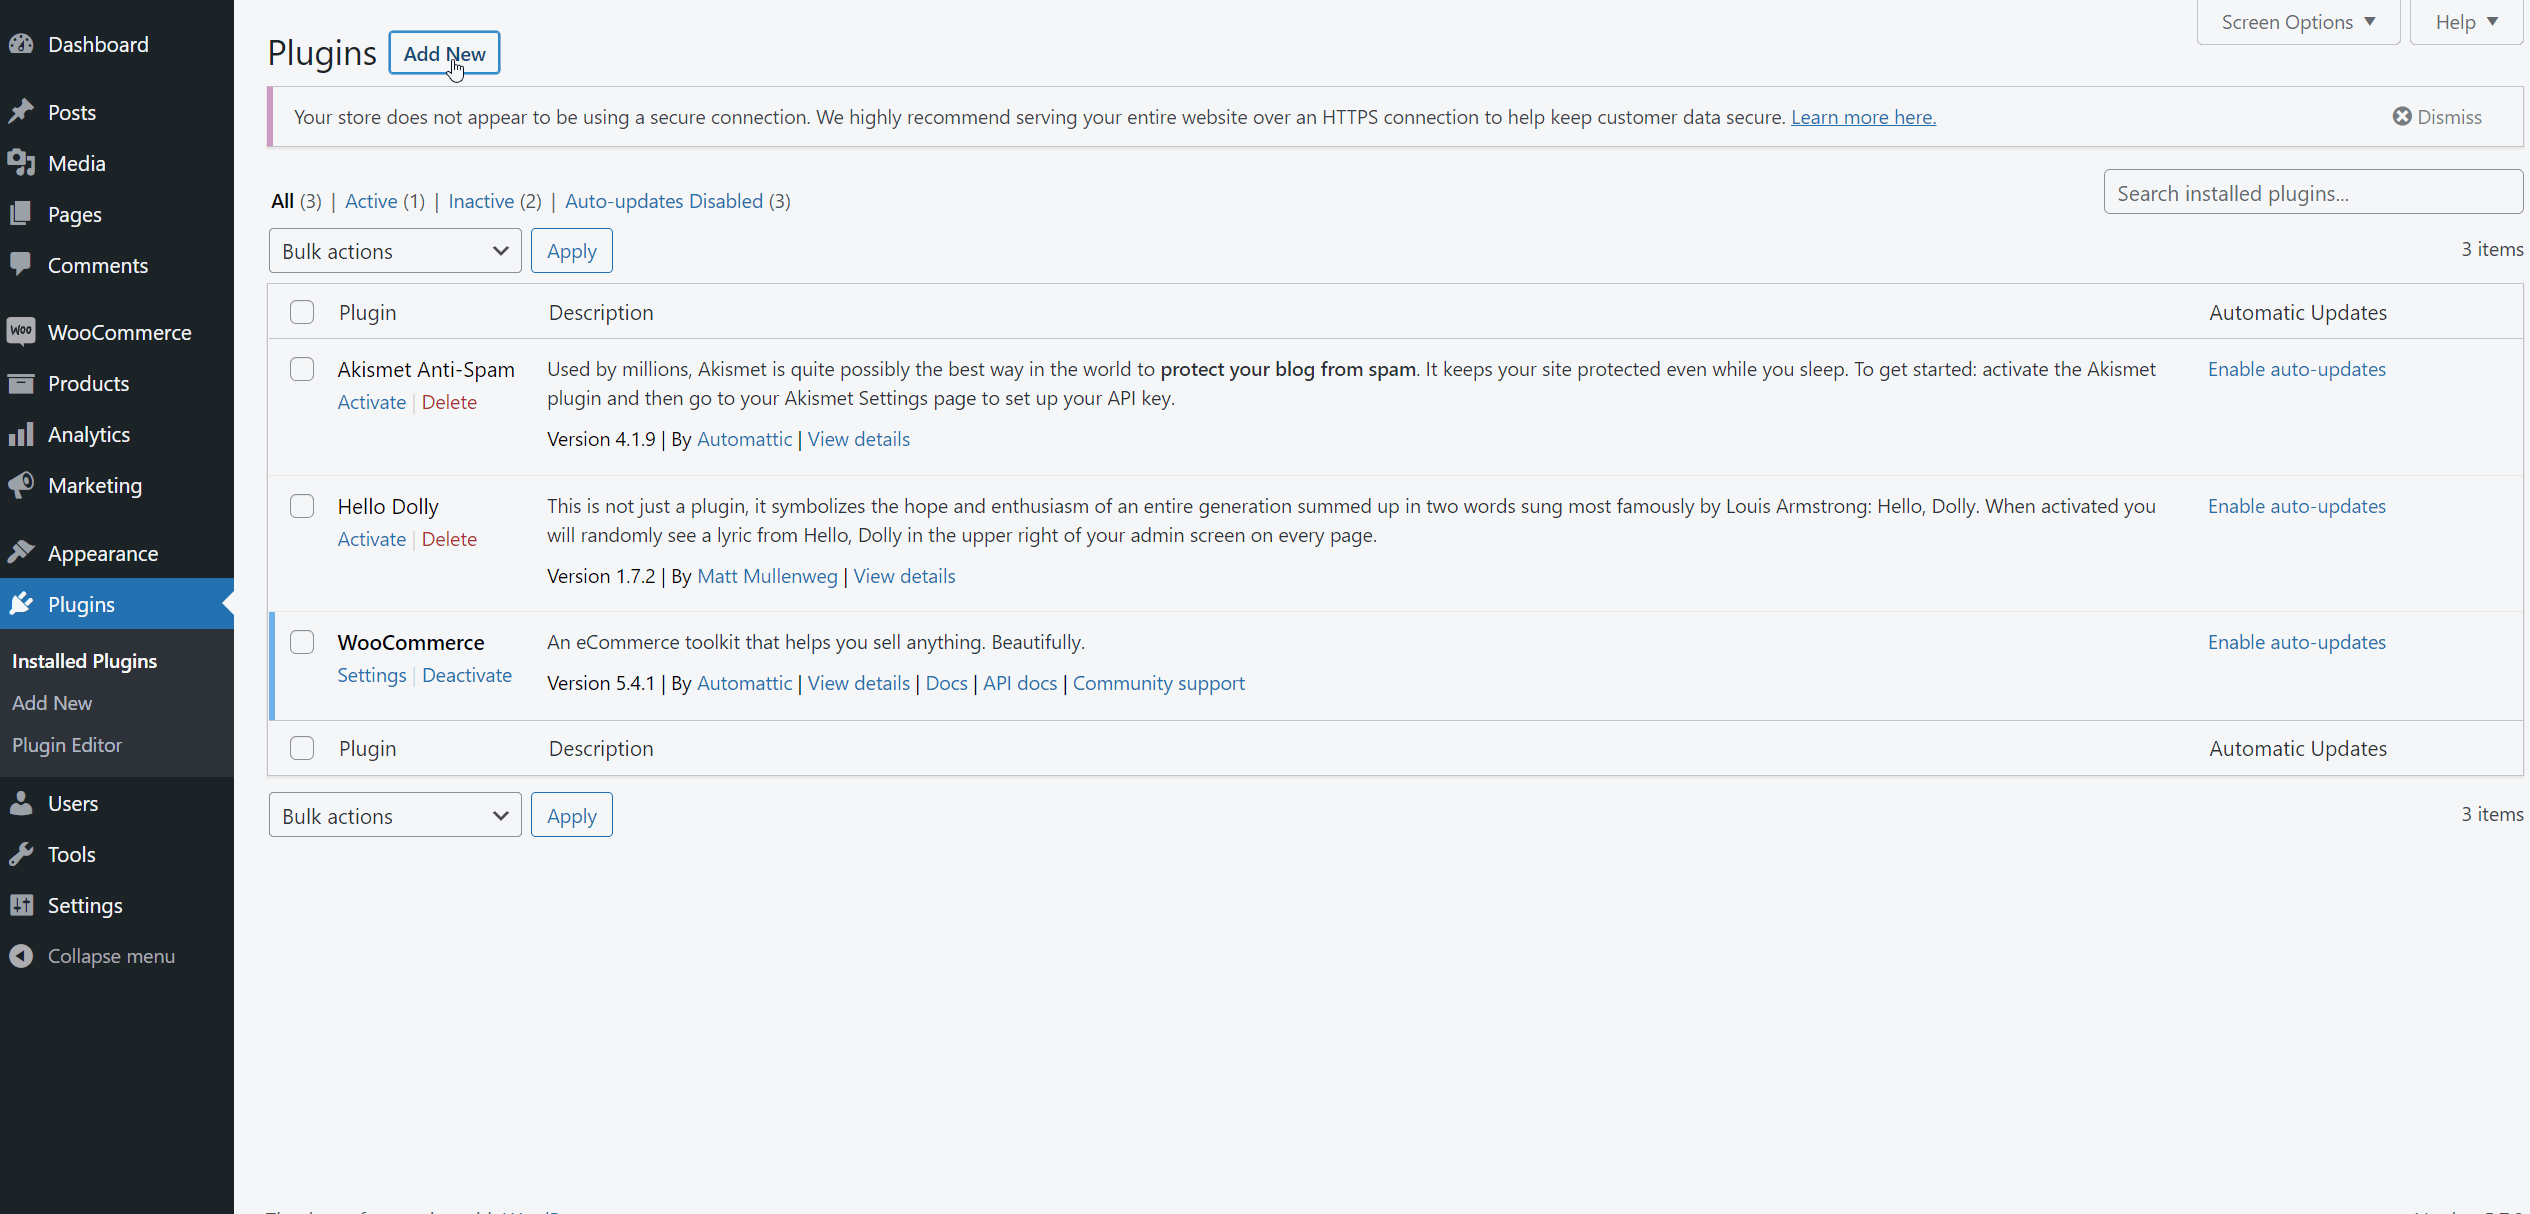 Dashboard
Posts
Media
Pages
Comments
Woo WooCommerce
Products
Analytics
Marketing
Appearance
Plugins
Installed Plugins
Add New
Plugin Editor
Users
Tools
Settings
Collapse menu
Screen Options Help
Plugins Add New
Your store does not appear to be using a secure connection. We highly recommend serving your entire website over an HTTPS connection to help keep customer data secure. Learn more here. Dismiss
All (3) | Active (1) | Inactive (2) | Auto-updates Disabled (3)
Search installed plugins...
Bulk actions Apply 3 items
Plugin Description Automatic Updates
Akismet Anti-Spam
Activate | Delete
Used by millions, Akismet is quite possibly the best way in the world to protect your blog from spam. It keeps your site protected even while you sleep. To get started: activate the Akismet
plugin and then go to your Akismet Settings page to set up your API key.
Version 4.1.9 | By Automattic | View details
Enable auto-updates
Hello Dolly
Activate | Delete
This is not just a plugin, it symbolizes the hope and enthusiasm of an entire generation summed up in two words sung most famously by Louis Armstrong: Hello, Dolly. When activated you
will randomly see a lyric from Hello, Dolly in the upper right of your admin screen on every page.
Version 1.7.2 | By Matt Mullenweg | View details
Enable auto-updates
WooCommerce
Settings | Deactivate
An eCommerce toolkit that helps you sell anything. Beautifully.
Version 5.4.1 | By Automattic | View details | Docs | API docs | Community support
Enable auto-updates
Plugin Description Automatic Updates
Bulk actions Apply 3 items